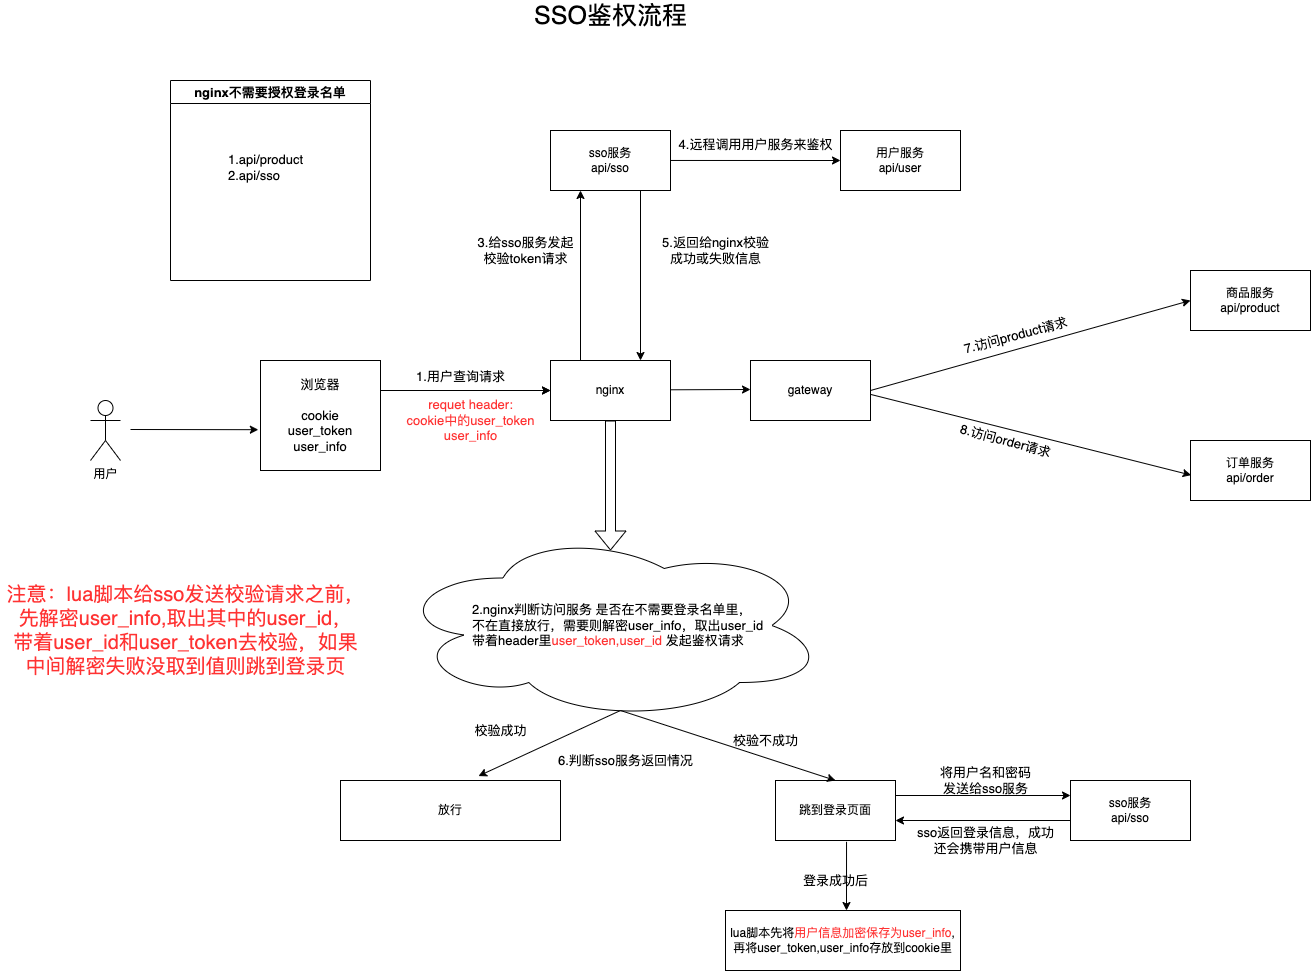 SSO鉴权流程
nginx不需要授权登录名单
1.api/product
2.api/sso
sso服务
api/sso
4.远程调用用户服务来鉴权
用户服务
api/user
3.给sso服务发起
校验token请求
5.返回给nginx校验
成功或失败信息
商品服务
api/product
7.访问product请求
浏览器
cookie
user_token
user_info
1.用户查询请求
requet header:
cookie中的user_token
user_info
nginx
gateway
8.访问order请求
订单服务
api/order
用户
注意：lua脚本给sso发送校验请求之前，
先解密user_info,取出其中的user_id，
带着user_id和user_token去校验，如果
中间解密失败没取到值则跳到登录页
2.nginx判断访问服务 是否在不需要登录名单里，
不在直接放行，需要则解密user_info，取出user_id
带着header里user_token,user_id 发起鉴权请求
校验成功
校验不成功
6.判断sso服务返回情况
放行
跳到登录页面
将用户名和密码
发送给sso服务
sso服务
api/sso
sso返回登录信息，成功
还会携带用户信息
登录成功后
lua脚本先将用户信息加密保存为user_info,
再将user_token,user_info存放到cookie里